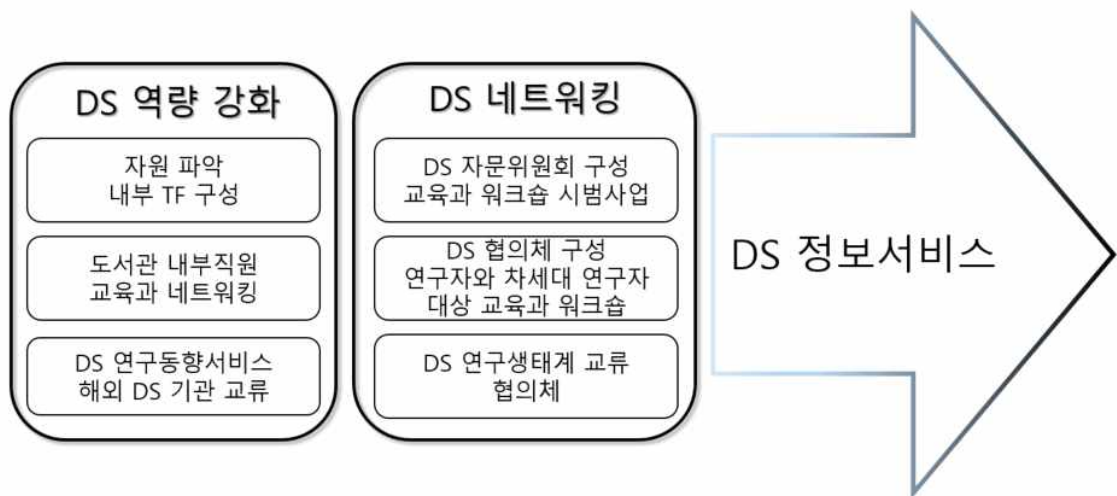 DS 역량 강화
자원 파악
내부 TF 구성
도서관 내부직원
교육과 네트워킹
DS 연구동향서비스
해외 DS 기관 교류
DS 네트워킹
DS 자문위원회 구성
교육과 워크숍 시범사업
DS 협의체 구성
연구자와 차세대 연구자
대상 교육과 워크숍
DS 연구생태계 교류
협의체
DS 정보서비스